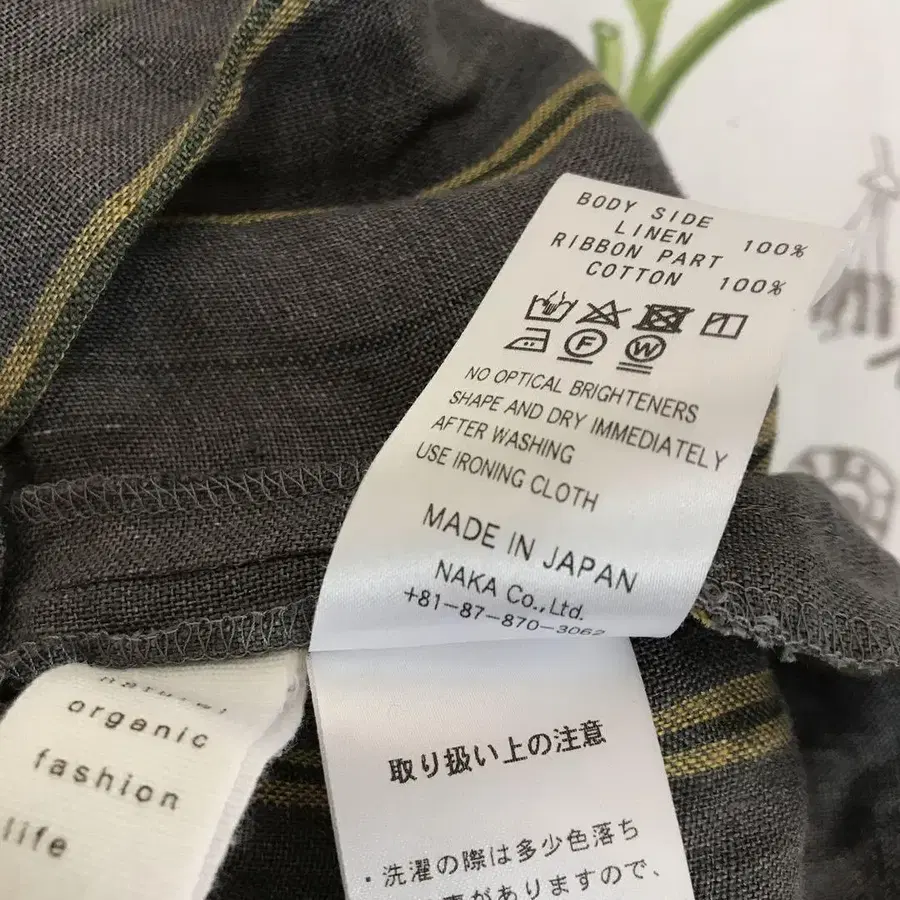 BODY SIDE
LINEN 100%
RIBBON PART
COTTON 100%
F W
NO OPTICAL BRIGHTENERS
SHAPE AND DRY IMMEDIATELY
AFTER WASHING
USE IRONING CLOTH
MADE IN JAPAN
NAKA Co.,Ltd.
+81-87-870-3062
natural
organic
fashion
life
取り扱い上の注意
・洗濯の際は多少色落ち
がありますので、